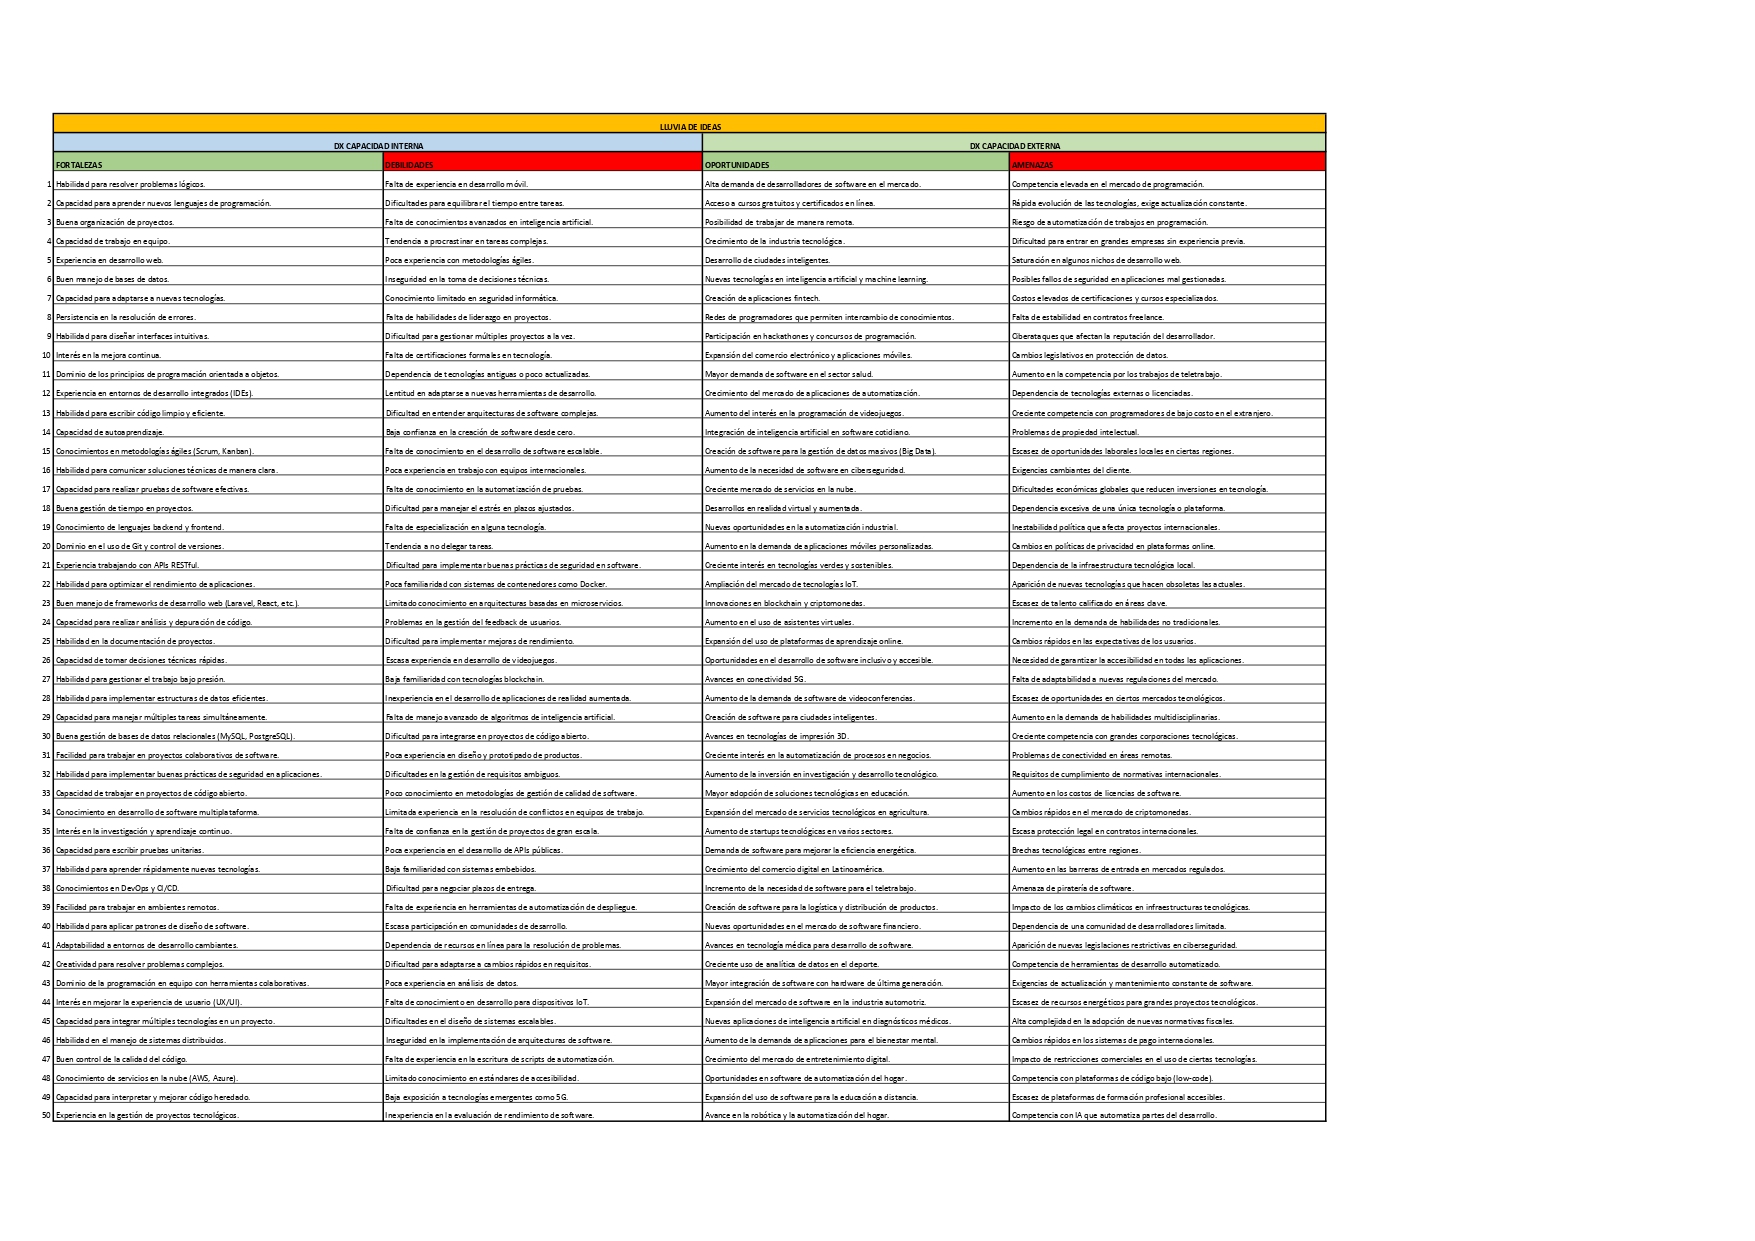 LLUVIA DE IDEAS
DX CAPACIDAD INTERNA DX CAPACIDAD EXTERNA
FORTALEZAS DEBILIDADES OPORTUNIDADES AMENAZAS
1 Habilidad para resolver problemas lógicos. Falta de experiencia en desarrollo móvil. Alta demanda de desarrolladores de software en el mercado. Competencia elevada en el mercado de programación.
2 Capacidad para aprender nuevos lenguajes de programación. Dificultades para equilibrar el tiempo entre tareas. Acceso a cursos gratuitos y certificados en línea. Rápida evolución de las tecnologías, exige actualización constante.
3 Buena organización de proyectos. Falta de conocimientos avanzados en inteligencia artificial. Posibilidad de trabajar de manera remota. Riesgo de automatización de trabajos en programación.
4 Capacidad de trabajo en equipo. Tendencia a procrastinar en tareas complejas. Crecimiento de la industria tecnológica. Dificultad para entrar en grandes empresas sin experiencia previa.
5 Experiencia en desarrollo web. Poca experiencia con metodologías ágiles. Desarrollo de ciudades inteligentes. Saturación en algunos nichos de desarrollo web.
6 Buen manejo de bases de datos. Inseguridad en la toma de decisiones técnicas. Nuevas tecnologías en inteligencia artificial y machine learning. Posibles fallos de seguridad en aplicaciones mal gestionadas.
7 Capacidad para adaptarse a nuevas tecnologías. Conocimiento limitado en seguridad informática. Creación de aplicaciones fintech. Costos elevados de certificaciones y cursos especializados.
8 Persistencia en la resolución de errores. Falta de habilidades de liderazgo en proyectos. Redes de programadores que permiten intercambio de conocimientos. Falta de estabilidad en contratos freelance.
9 Habilidad para diseñar interfaces intuitivas. Dificultad para gestionar múltiples proyectos a la vez. Participación en hackathones y concursos de programación. Ciberataques que afectan la reputación del desarrollador.
10 Interés en la mejora continua. Falta de certificaciones formales en tecnología. Expansión del comercio electrónico y aplicaciones móviles. Cambios legislativos en protección de datos.
11 Dominio de los principios de programación orientada a objetos. Dependencia de tecnologías antiguas o poco actualizadas. Mayor demanda de software en el sector salud. Aumento en la competencia por los trabajos de teletrabajo.
12 Experiencia en entornos de desarrollo integrados (IDEs). Lentitud en adaptarse a nuevas herramientas de desarrollo. Crecimiento del mercado de aplicaciones de automatización. Dependencia de tecnologías externas o licenciadas.
13 Habilidad para escribir código limpio y eficiente. Dificultad en entender arquitecturas de software complejas. Aumento del interés en la programación de videojuegos. Creciente competencia con programadores de bajo costo en el extranjero.
14 Capacidad de autoaprendizaje. Baja confianza en la creación de software desde cero. Integración de inteligencia artificial en software cotidiano. Problemas de propiedad intelectual.
15 Conocimientos en metodologías ágiles (Scrum, Kanban). Falta de conocimiento en el desarrollo de software escalable. Creación de software para la gestión de datos masivos (Big Data). Escasez de oportunidades laborales locales en ciertas regiones.
16 Habilidad para comunicar soluciones técnicas de manera clara. Poca experiencia en trabajo con equipos internacionales. Aumento de la necesidad de software en ciberseguridad. Exigencias cambiantes del cliente.
17 Capacidad para realizar pruebas de software efectivas. Falta de conocimiento en la automatización de pruebas. Creciente mercado de servicios en la nube. Dificultades económicas globales que reducen inversiones en tecnología.
18 Buena gestión de tiempo en proyectos. Dificultad para manejar el estrés en plazos ajustados. Desarrollos en realidad virtual y aumentada. Dependencia excesiva de una única tecnología o plataforma.
19 Conocimiento de lenguajes backend y frontend. Falta de especialización en alguna tecnología. Nuevas oportunidades en la automatización industrial. Inestabilidad política que afecta proyectos internacionales.
20 Dominio en el uso de Git y control de versiones. Tendencia a no delegar tareas. Aumento en la demanda de aplicaciones móviles personalizadas. Cambios en políticas de privacidad en plataformas online.
21 Experiencia trabajando con APIs RESTful. Dificultad para implementar buenas prácticas de seguridad en software. Creciente interés en tecnologías verdes y sostenibles. Dependencia de la infraestructura tecnológica local.
22 Habilidad para optimizar el rendimiento de aplicaciones. Poca familiaridad con sistemas de contenedores como Docker. Ampliación del mercado de tecnologías IoT. Aparición de nuevas tecnologías que hacen obsoletas las actuales.
23 Buen manejo de frameworks de desarrollo web (Laravel, React, etc.). Limitado conocimiento en arquitecturas basadas en microservicios. Innovaciones en blockchain y criptomonedas. Escasez de talento calificado en áreas clave.
24 Capacidad para realizar análisis y depuración de código. Problemas en la gestión del feedback de usuarios. Aumento en el uso de asistentes virtuales. Incremento en la demanda de habilidades no tradicionales.
25 Habilidad en la documentación de proyectos. Dificultad para implementar mejoras de rendimiento. Expansión del uso de plataformas de aprendizaje online. Cambios rápidos en las expectativas de los usuarios.
26 Capacidad de tomar decisiones técnicas rápidas. Escasa experiencia en desarrollo de videojuegos. Oportunidades en el desarrollo de software inclusivo y accesible. Necesidad de garantizar la accesibilidad en todas las aplicaciones.
27 Habilidad para gestionar el trabajo bajo presión. Baja familiaridad con tecnologías blockchain. Avances en conectividad 5G. Falta de adaptabilidad a nuevas regulaciones del mercado.
28 Habilidad para implementar estructuras de datos eficientes. Inexperiencia en el desarrollo de aplicaciones de realidad aumentada. Aumento de la demanda de software de videoconferencias. Escasez de oportunidades en ciertos mercados tecnológicos.
29 Capacidad para manejar múltiples tareas simultáneamente. Falta de manejo avanzado de algoritmos de inteligencia artificial. Creación de software para ciudades inteligentes. Aumento en la demanda de habilidades multidisciplinarias.
30 Buena gestión de bases de datos relacionales (MySQL, PostgreSQL). Dificultad para integrarse en proyectos de código abierto. Avances en tecnologías de impresión 3D. Creciente competencia con grandes corporaciones tecnológicas.
31 Facilidad para trabajar en proyectos colaborativos de software. Poca experiencia en diseño y prototipado de productos. Creciente interés en la automatización de procesos en negocios. Problemas de conectividad en áreas remotas.
32 Habilidad para implementar buenas prácticas de seguridad en aplicaciones. Dificultades en la gestión de requisitos ambiguos. Aumento de la inversión en investigación y desarrollo tecnológico. Requisitos de cumplimiento de normativas internacionales.
33 Capacidad de trabajar en proyectos de código abierto. Poco conocimiento en metodologías de gestión de calidad de software. Mayor adopción de soluciones tecnológicas en educación. Aumento en los costos de licencias de software.
34 Conocimiento en desarrollo de software multiplataforma. Limitada experiencia en la resolución de conflictos en equipos de trabajo. Expansión del mercado de servicios tecnológicos en agricultura. Cambios rápidos en el mercado de criptomonedas.
35 Interés en la investigación y aprendizaje continuo. Falta de confianza en la gestión de proyectos de gran escala. Aumento de startups tecnológicas en varios sectores. Escasa protección legal en contratos internacionales.
36 Capacidad para escribir pruebas unitarias. Poca experiencia en el desarrollo de APIs públicas. Demanda de software para mejorar la eficiencia energética. Brechas tecnológicas entre regiones.
37 Habilidad para aprender rápidamente nuevas tecnologías. Baja familiaridad con sistemas embebidos. Crecimiento del comercio digital en Latinoamérica. Aumento en las barreras de entrada en mercados regulados.
38 Conocimientos en DevOps y CI/CD. Dificultad para negociar plazos de entrega. Incremento de la necesidad de software para el teletrabajo. Amenaza de piratería de software.
39 Facilidad para trabajar en ambientes remotos. Falta de experiencia en herramientas de automatización de despliegue. Creación de software para la logística y distribución de productos. Impacto de los cambios climáticos en infraestructuras tecnológicas.
40 Habilidad para aplicar patrones de diseño de software. Escasa participación en comunidades de desarrollo. Nuevas oportunidades en el mercado de software financiero. Dependencia de una comunidad de desarrolladores limitada.
41 Adaptabilidad a entornos de desarrollo cambiantes. Dependencia de recursos en línea para la resolución de problemas. Avances en tecnología médica para desarrollo de software. Aparición de nuevas legislaciones restrictivas en ciberseguridad.
42 Creatividad para resolver problemas complejos. Dificultad para adaptarse a cambios rápidos en requisitos. Creciente uso de analítica de datos en el deporte. Competencia de herramientas de desarrollo automatizado.
43 Dominio de la programación en equipo con herramientas colaborativas. Poca experiencia en análisis de datos. Mayor integración de software con hardware de última generación. Exigencias de actualización y mantenimiento constante de software.
44 Interés en mejorar la experiencia de usuario (UX/UI). Falta de conocimiento en desarrollo para dispositivos IoT. Expansión del mercado de software en la industria automotriz. Escasez de recursos energéticos para grandes proyectos tecnológicos.
45 Capacidad para integrar múltiples tecnologías en un proyecto. Dificultades en el diseño de sistemas escalables. Nuevas aplicaciones de inteligencia artificial en diagnósticos médicos. Alta complejidad en la adopción de nuevas normativas fiscales.
46 Habilidad en el manejo de sistemas distribuidos. Inseguridad en la implementación de arquitecturas de software. Aumento de la demanda de aplicaciones para el bienestar mental. Cambios rápidos en los sistemas de pago internacionales.
47 Buen control de la calidad del código. Falta de experiencia en la escritura de scripts de automatización. Crecimiento del mercado de entretenimiento digital. Impacto de restricciones comerciales en el uso de ciertas tecnologías.
48 Conocimiento de servicios en la nube (AWS, Azure). Limitado conocimiento en estándares de accesibilidad. Oportunidades en software de automatización del hogar. Competencia con plataformas de código bajo (low-code).
49 Capacidad para interpretar y mejorar código heredado. Baja exposición a tecnologías emergentes como 5G. Expansión del uso de software para la educación a distancia. Escasez de plataformas de formación profesional accesibles.
50 Experiencia en la gestión de proyectos tecnológicos. Inexperiencia en la evaluación de rendimiento de software. Avance en la robótica y la automatización del hogar. Competencia con IA que automatiza partes del desarrollo.